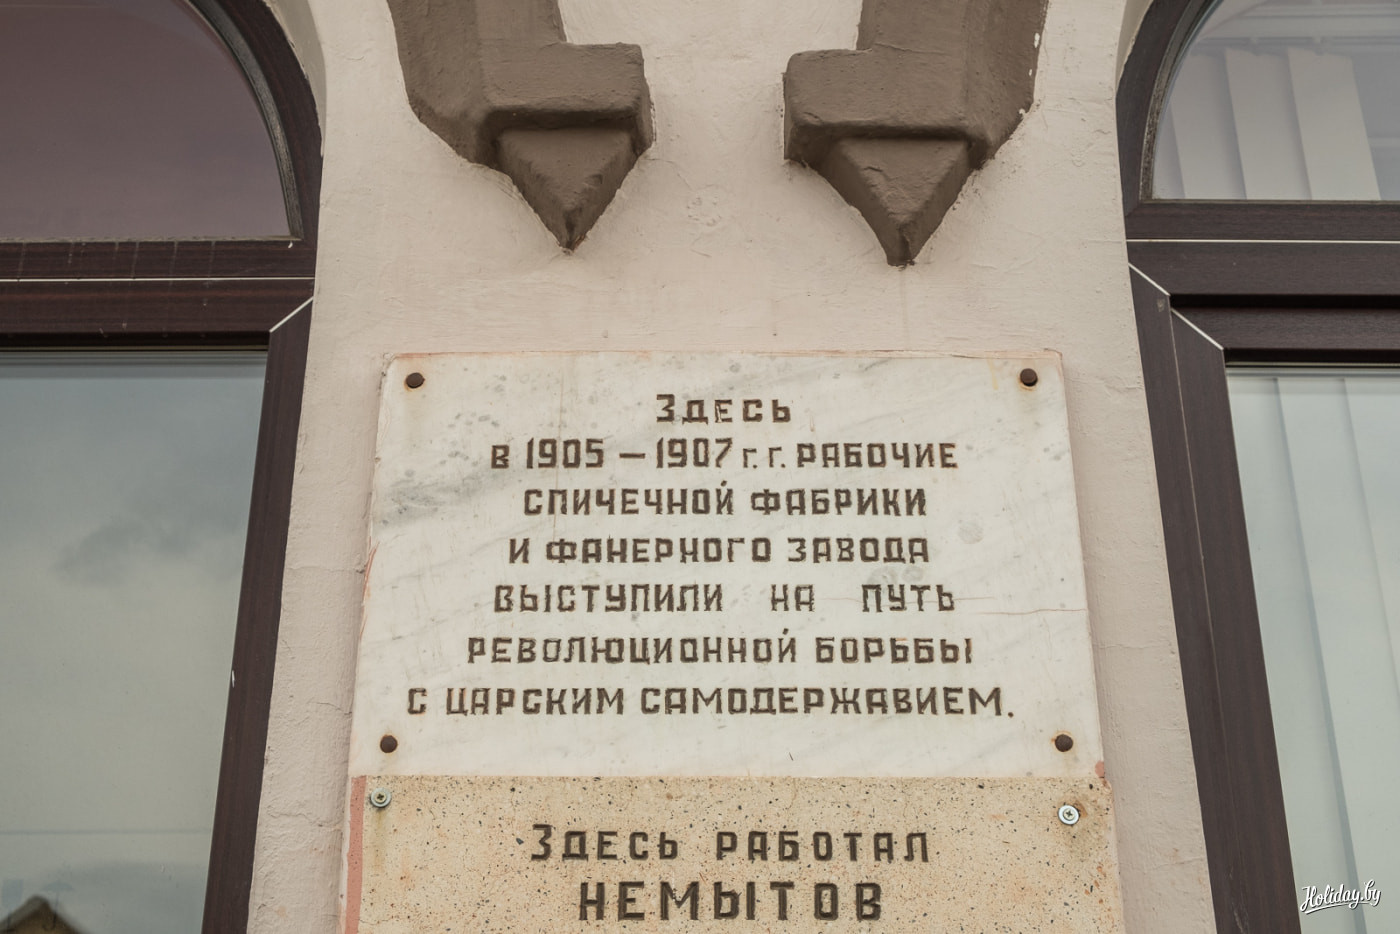 Здесь
в 1905 – 1907 г.г. рабочие
спичечной фабрики
и фанерного завода
выступили на путь
революционной борьбы
с царским самодержавием.
Здесь работал
НЕМЫТОВ
Holiday.by